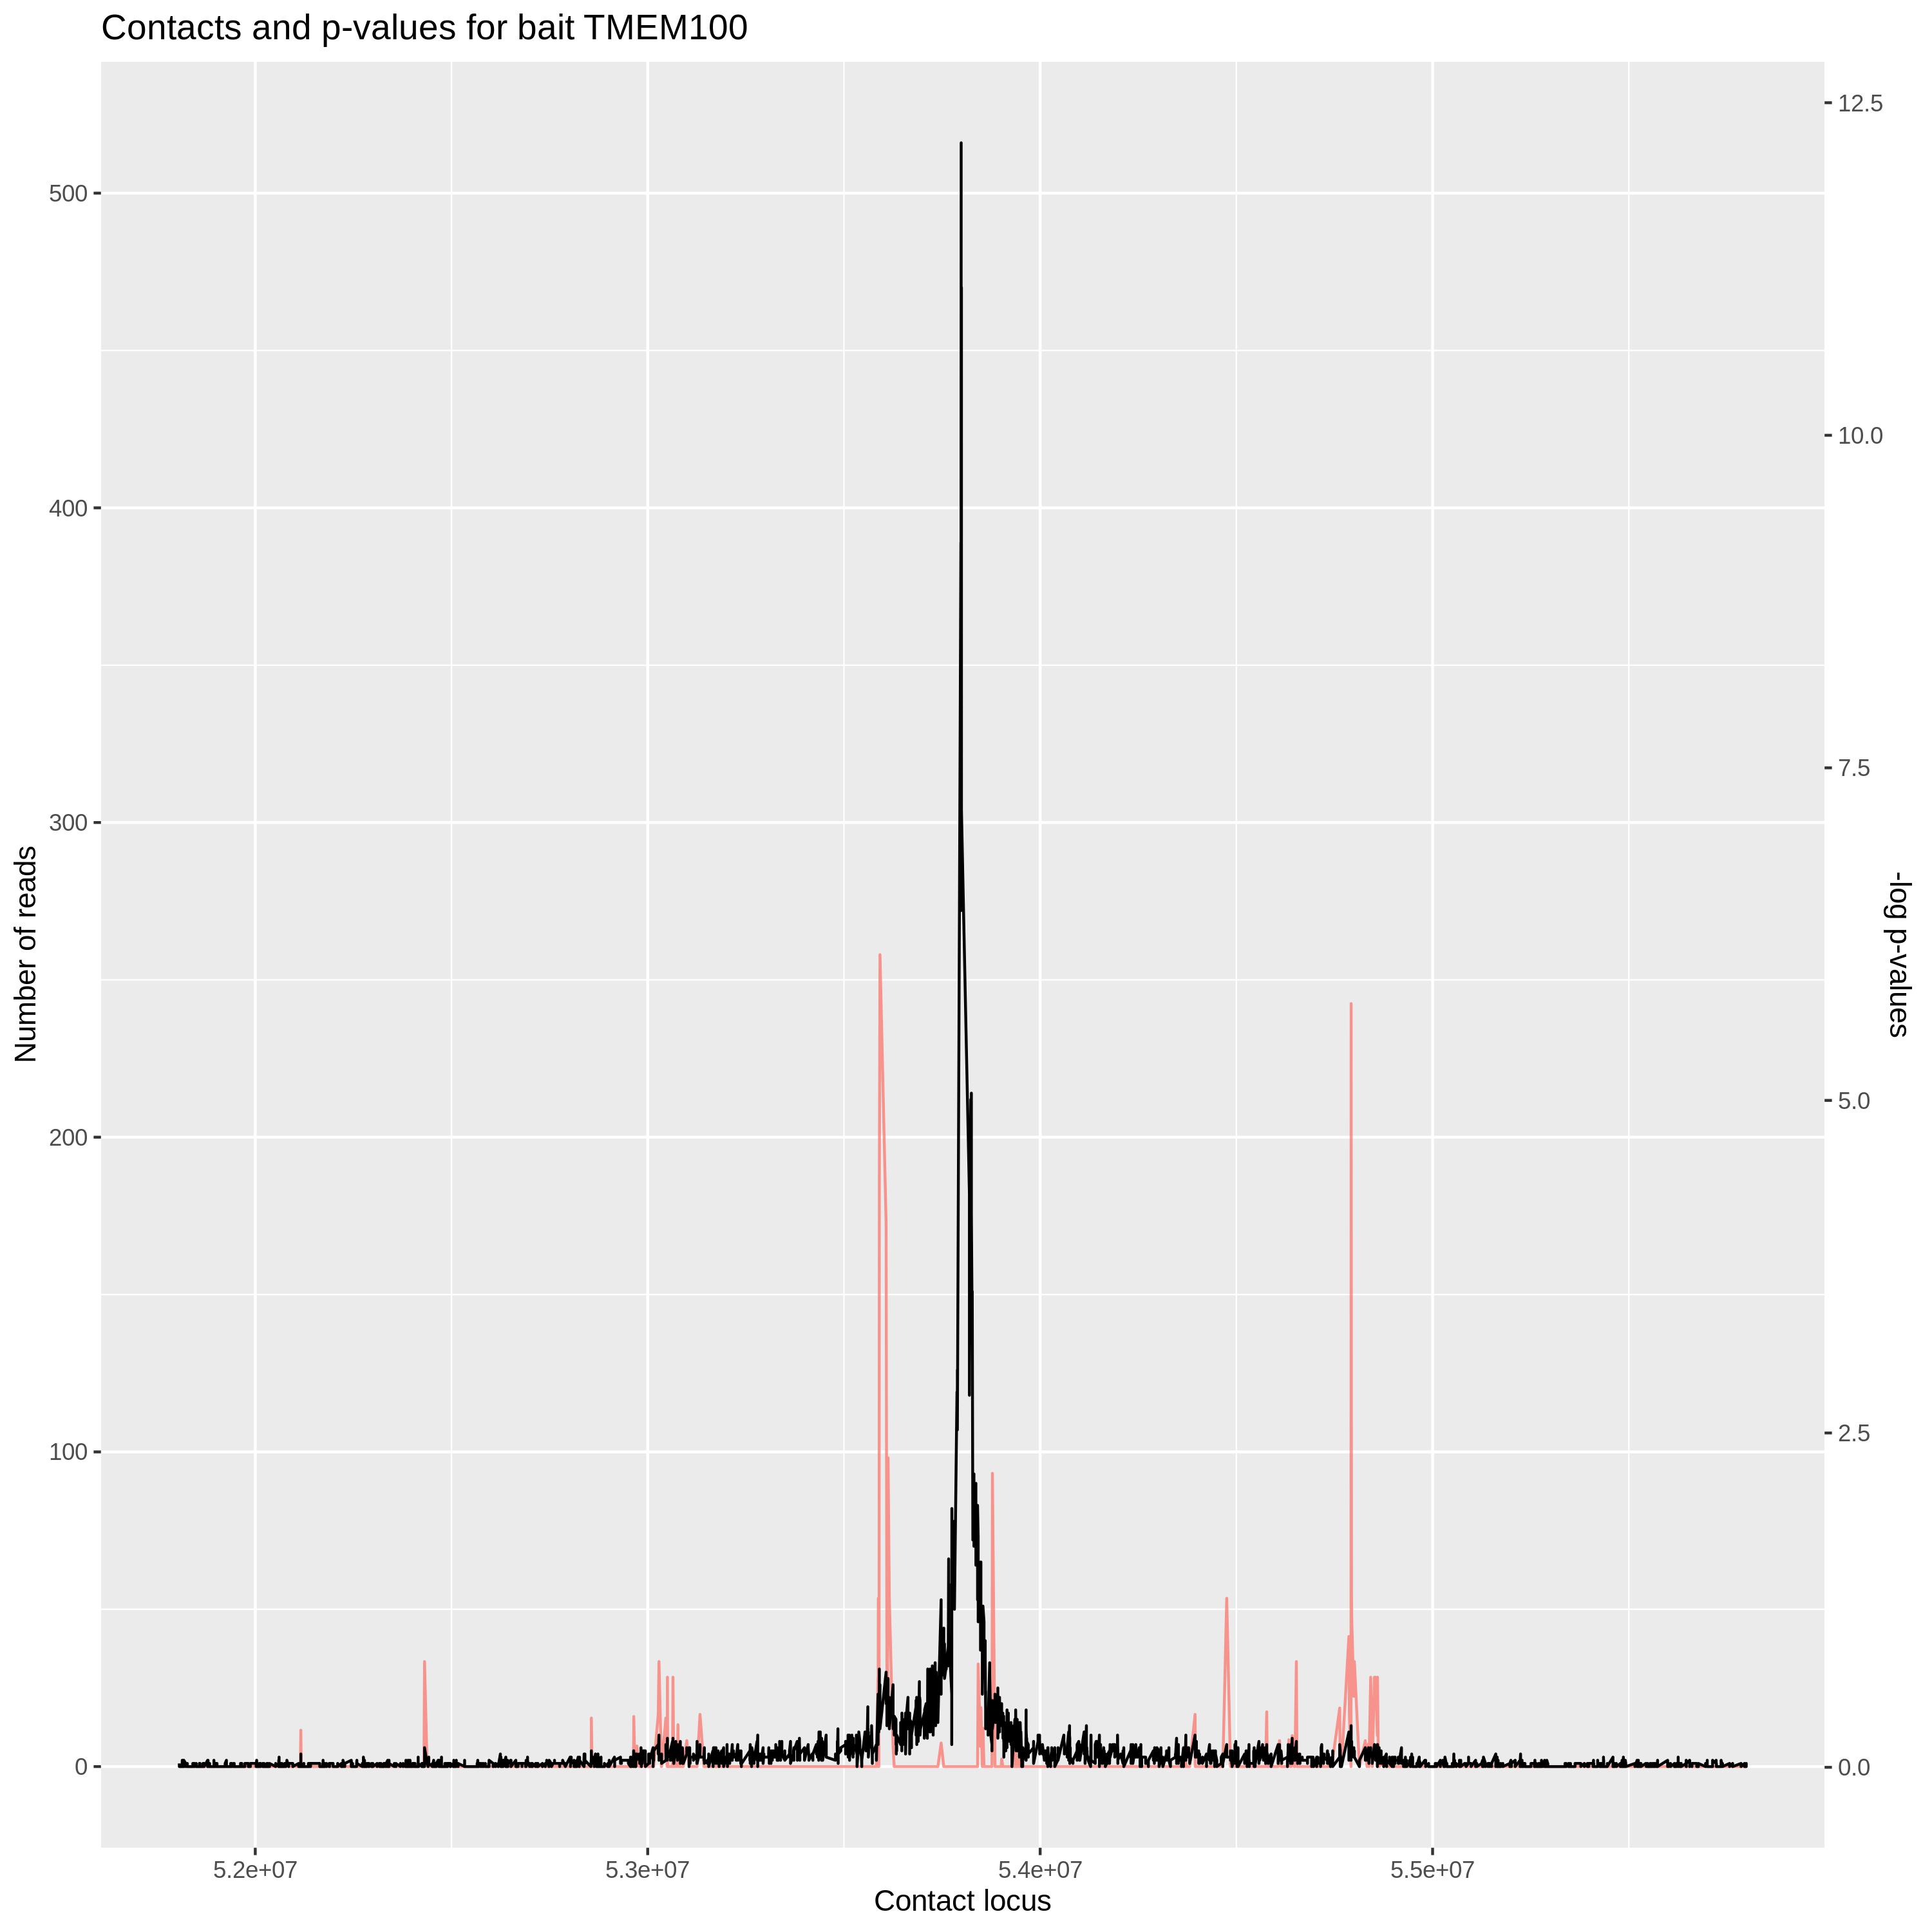 Contacts and p-values for bait TMEM100
12.5
500
10.0
400
7.5
300
Number of reads
-log p-values
5.0
200
2.5
100
0
0.0
5.2e+07 5.3e+07 5.4e+07 5.5e+07
Contact locus